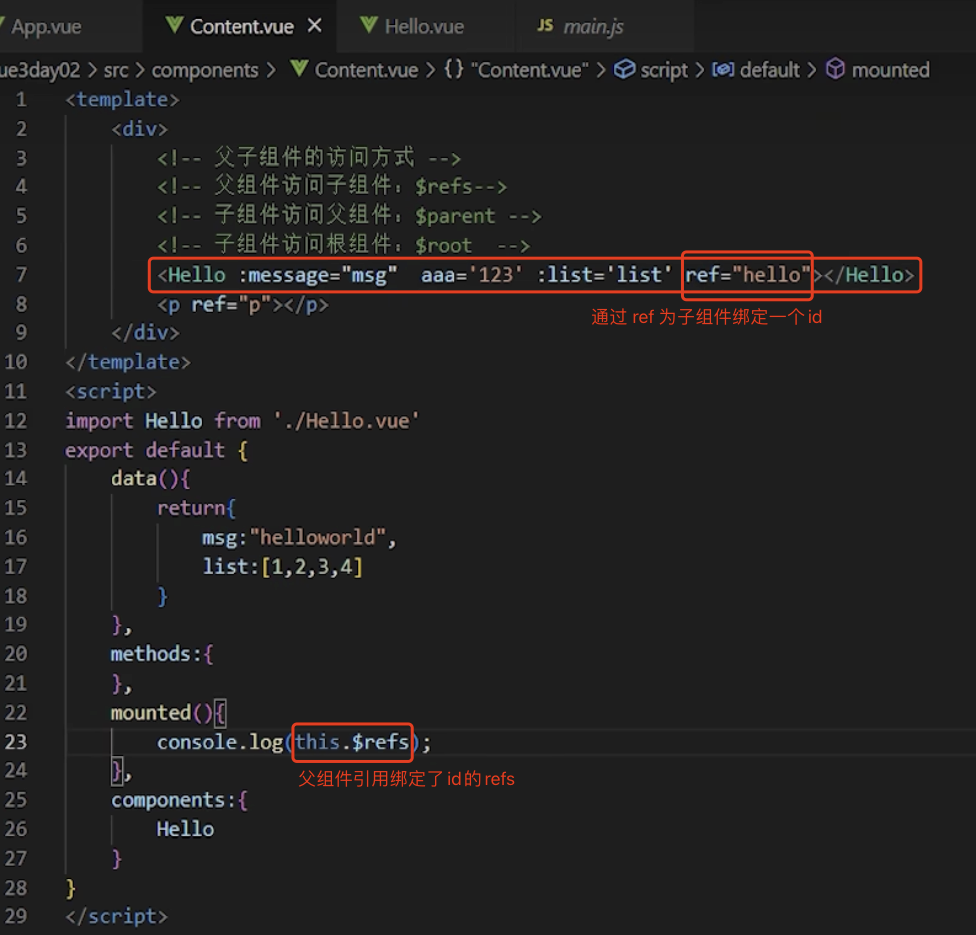 App.vue Content.vue Hello.vue JS main.js
ue3day02 > src > components > Content.vue > {} "Content.vue" > script > default > mounted
1 <template>
2 <div>
3 <!-- 父子组件的访问方式 -->
4 <!-- 父组件访问子组件：$refs-->
5 <!-- 子组件访问父组件：$parent -->
6 <!-- 子组件访问根组件：$root  -->
7 <Hello :message="msg"  aaa='123' :list='list' ref="hello"></Hello>
8 <p ref="p"></p>
通过 ref 为子组件绑定一个id
9 </div>
10 </template>
11 <script>
12 import Hello from './Hello.vue'
13 export default {
14 data(){
15 return{
16 msg:"helloworld",
17 list:[1,2,3,4]
18 }
19 },
20 methods:{
21 },
22 mounted(){
23 console.log(this.$refs);
24 },
父组件引用绑定了id的refs
25 components:{
26 Hello
27 }
28 }
29 </script>